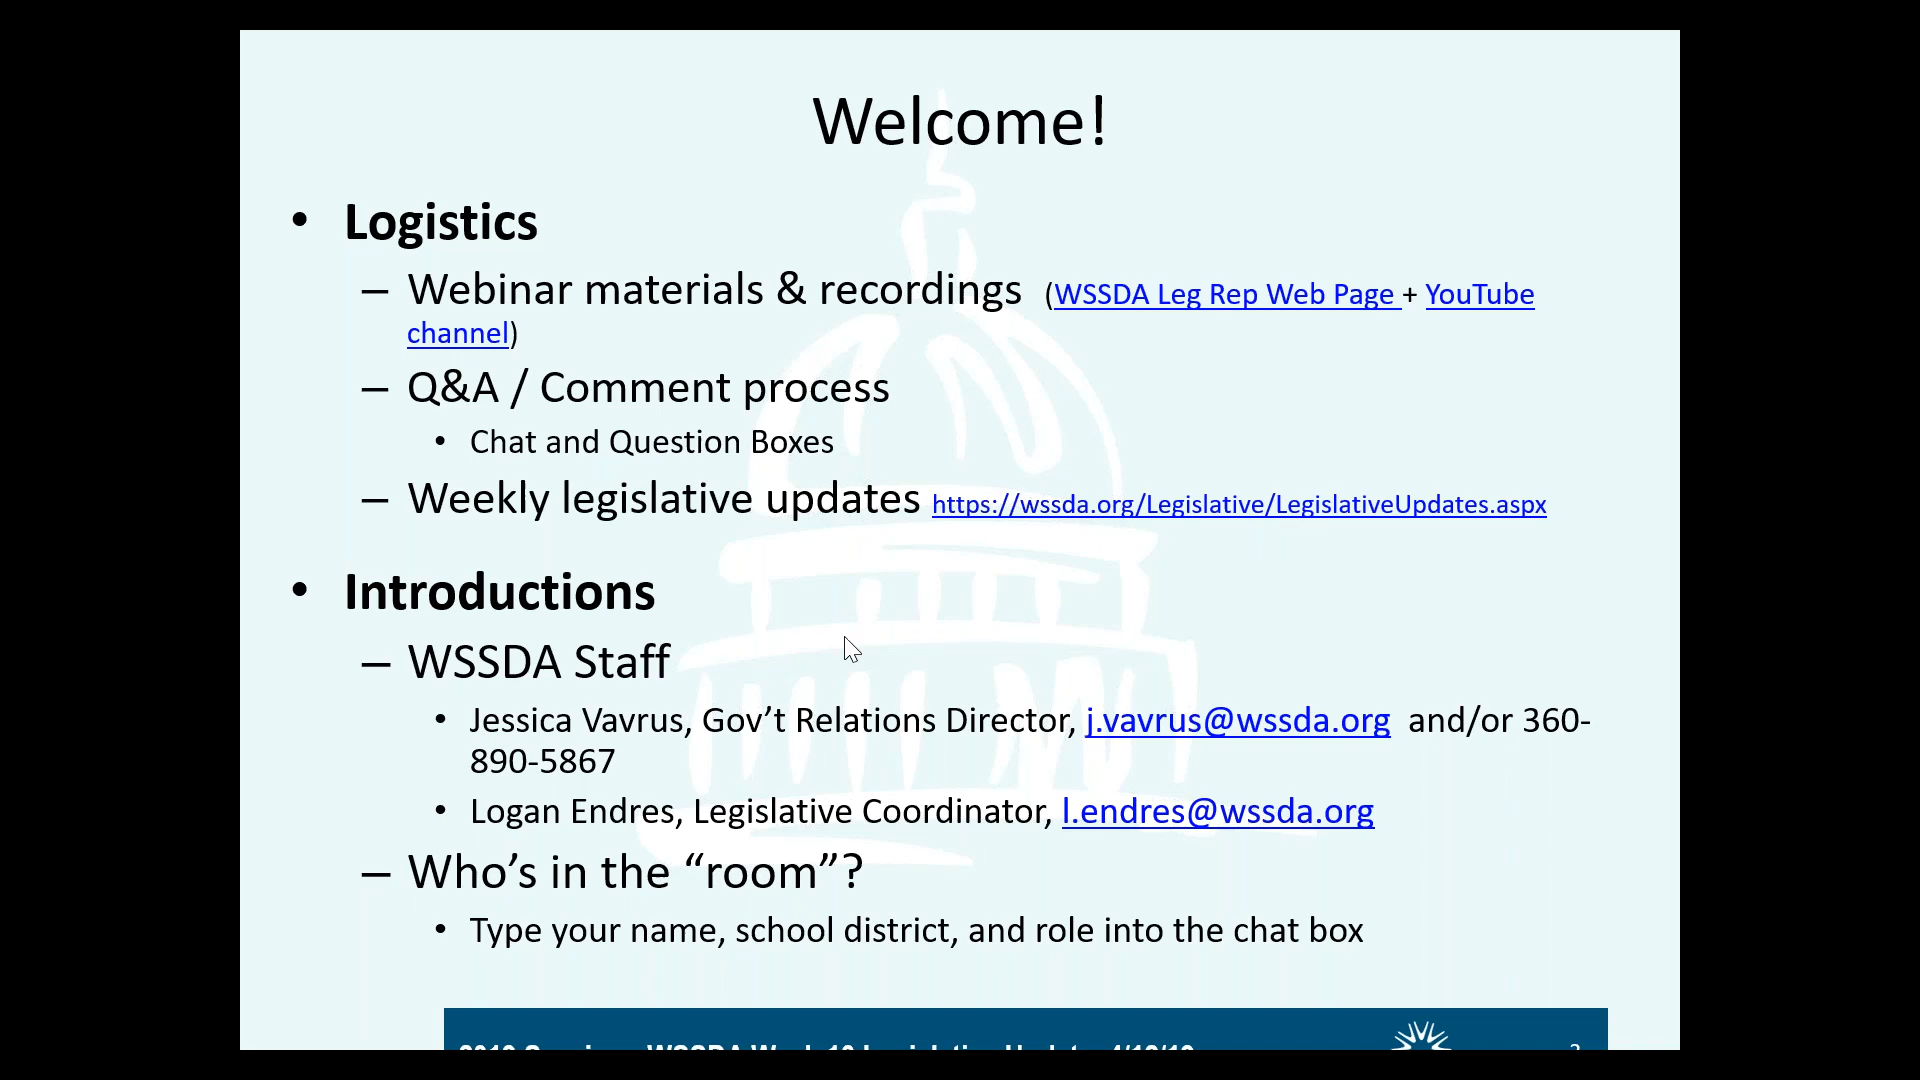 Welcome!
• Logistics
– Webinar materials & recordings (WSSDA Leg Rep Web Page + YouTube
channel)
– Q&A / Comment process
• Chat and Question Boxes
– Weekly legislative updates https://wssda.org/Legislative/LegislativeUpdates.aspx
• Introductions
– WSSDA Staff
• Jessica Vavrus, Gov’t Relations Director, j.vavrus@wssda.org and/or 360-
890-5867
• Logan Endres, Legislative Coordinator, l.endres@wssda.org
– Who’s in the “room”?
• Type your name, school district, and role into the chat box